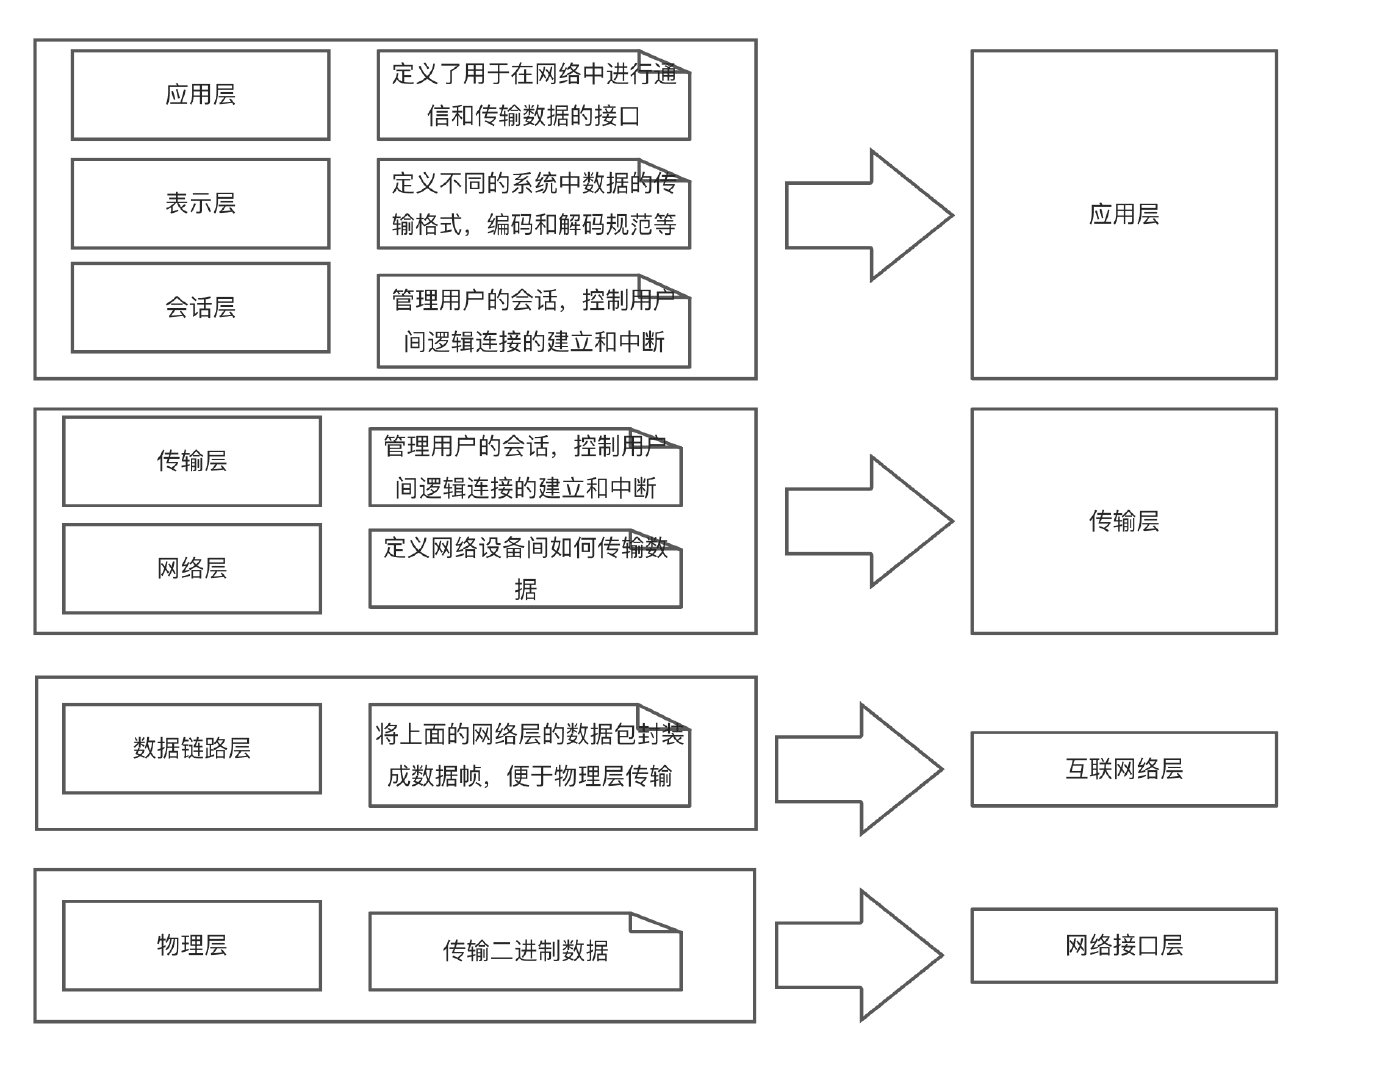 应用层
定义了用于在网络中进行通
信和传输数据的接口
表示层
定义不同的系统中数据的传
输格式，编码和解码规范等
会话层
管理用户的会话，控制用户
间逻辑连接的建立和中断
应用层
传输层
管理用户的会话，控制用户
间逻辑连接的建立和中断
网络层
定义网络设备间如何传输数
据
传输层
数据链路层
将上面的网络层的数据包封装
成数据帧，便于物理层传输
互联网络层
物理层
传输二进制数据
网络接口层